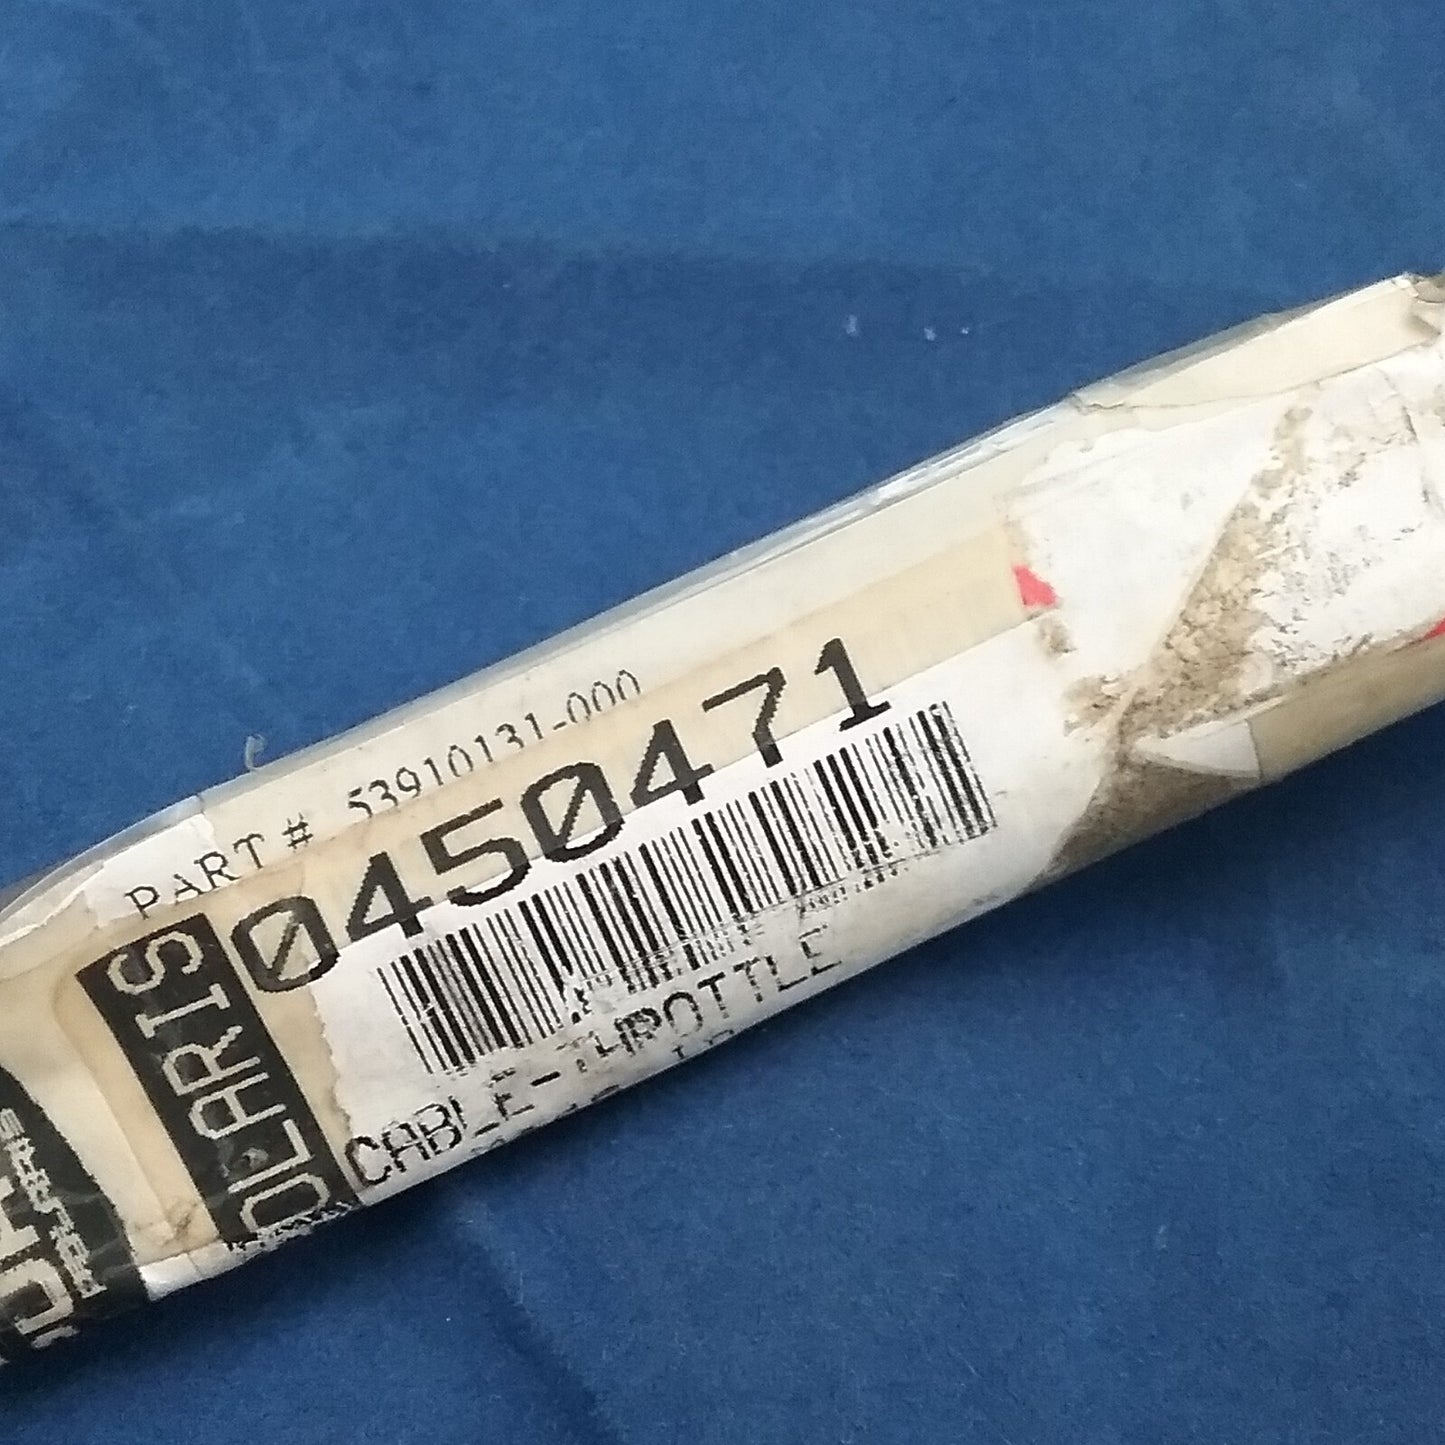 PART # 53910131-000
0450471
POLARIS
CABLE-THROTTLE